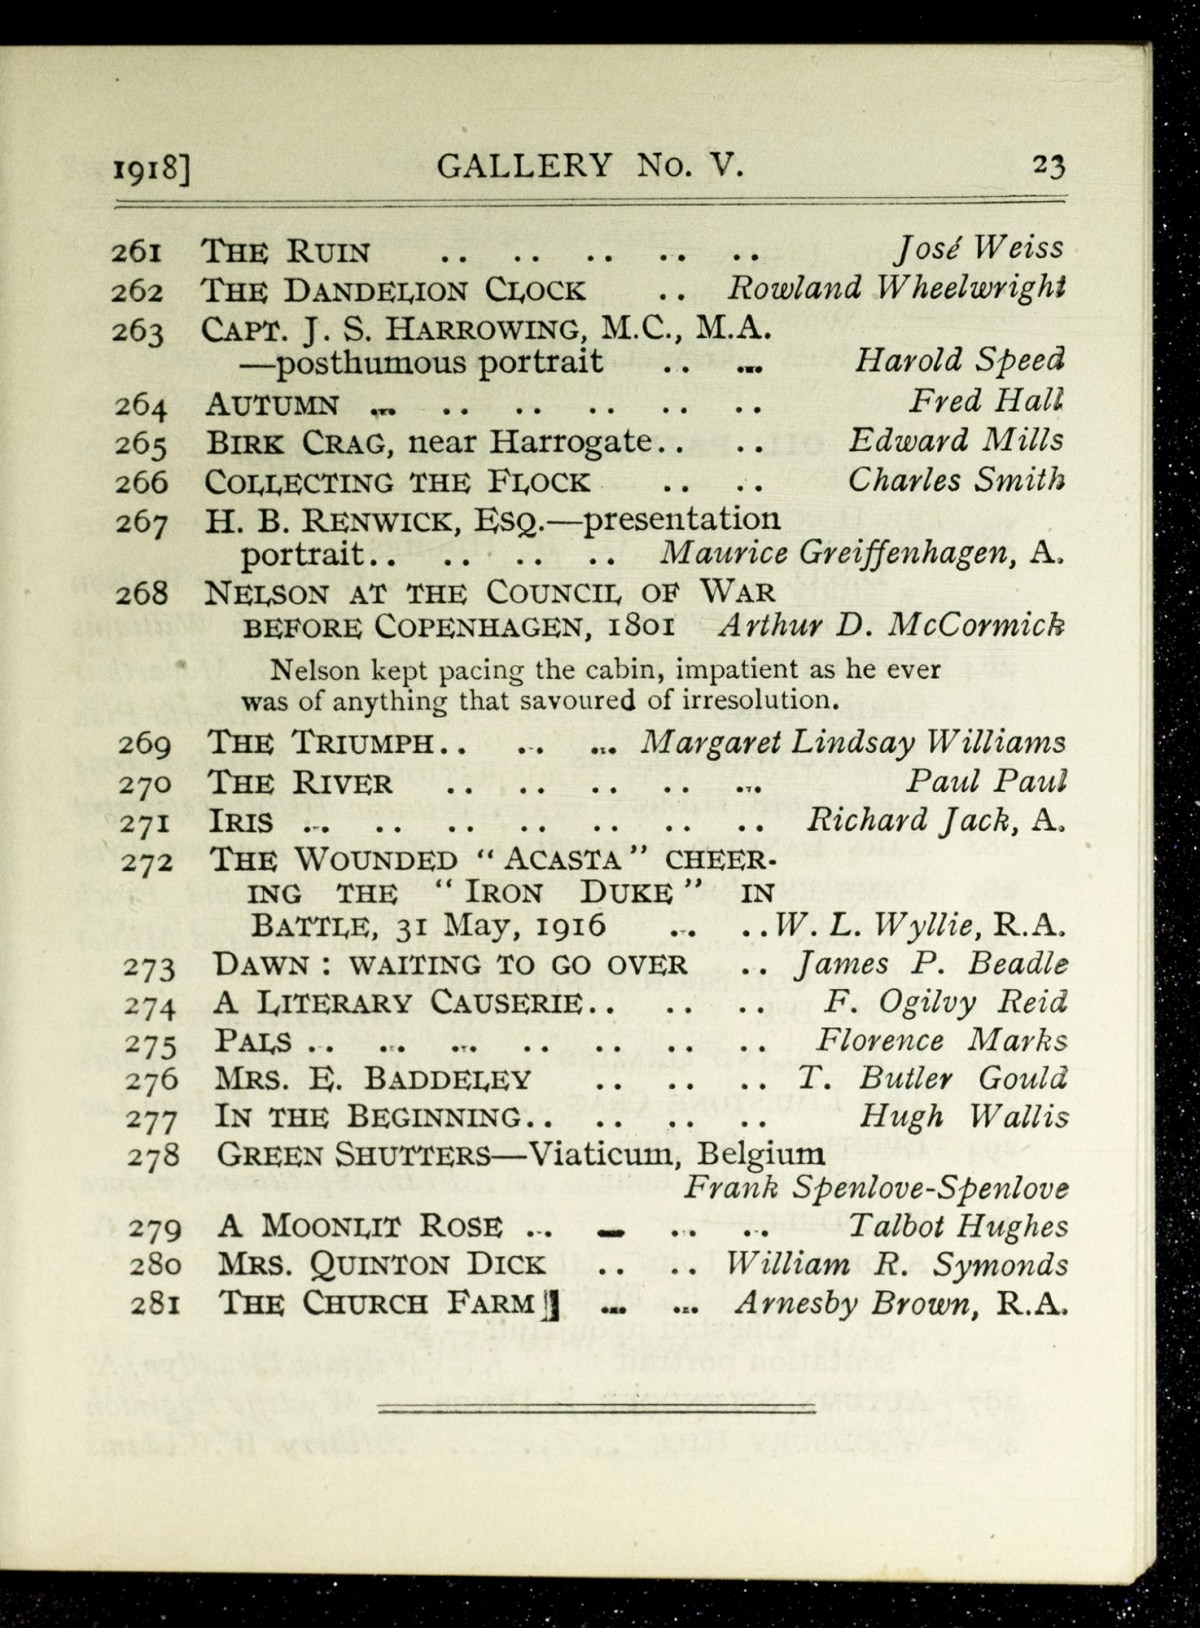 1918] GALLERY No. V. 23
261 THE RUIN .. .. .. .. .. José Weiss
262 THE DANDELION CLOCK .. Rowland Wheelwright
263 CAPT. J. S. HARROWING, M.C., M.A.
—posthumous portrait .. ... Harold Speed
264 AUTUMN ... .. .. .. .. .. Fred Hall
265 BIRK CRAG, near Harrogate.. .. Edward Mills
266 COLLECTING THE FLOCK .. .. Charles Smith
267 H. B. RENWICK, ESQ.—presentation
portrait.. .. .. .. Maurice Greiffenhagen, A.
268 NELSON AT THE COUNCIL OF WAR
BEFORE COPENHAGEN, 1801 Arthur D. McCormick
Nelson kept pacing the cabin, impatient as he ever
was of anything that savoured of irresolution.
269 THE TRIUMPH.. .. ... Margaret Lindsay Williams
270 THE RIVER .. .. .. .. ... Paul Paul
271 IRIS ... .. .. .. .. .. .. Richard Jack, A.
272 THE WOUNDED "ACASTA" CHEER-
ING THE "IRON DUKE" IN
BATTLE, 31 May, 1916 .. .. W. L. Wyllie, R.A.
273 DAWN : WAITING TO GO OVER .. James P. Beadle
274 A LITERARY CAUSERIE.. .. .. F. Ogilvy Reid
275 PALS .. ... ... .. .. .. .. Florence Marks
276 MRS. E. BADDELEY .. .. .. T. Butler Gould
277 IN THE BEGINNING.. .. .. .. Hugh Wallis
278 GREEN SHUTTERS—Viaticum, Belgium
Frank Spenlove-Spenlove
279 A MOONLIT ROSE .. .. .. .. Talbot Hughes
280 MRS. QUINTON DICK .. .. William R. Symonds
281 THE CHURCH FARM ... ... Arnesby Brown, R.A.